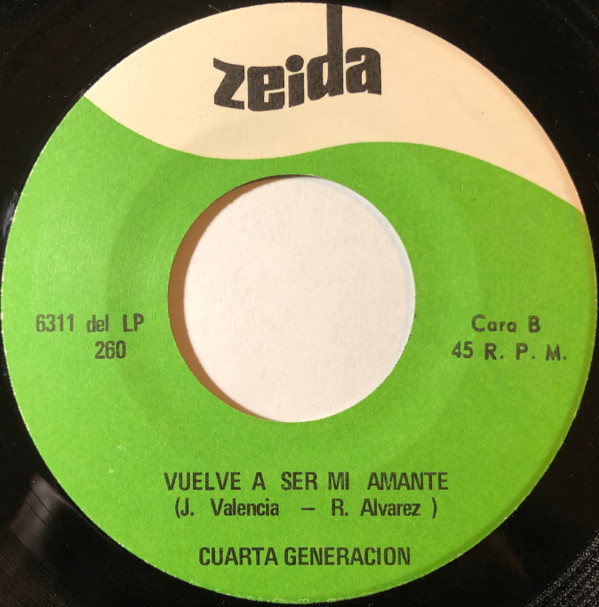 zeida
6311 del LP
260
Cara B
45 R. P. M.
VUELVE A SER MI AMANTE
(J. Valencia – R. Alvarez )
CUARTA GENERACION